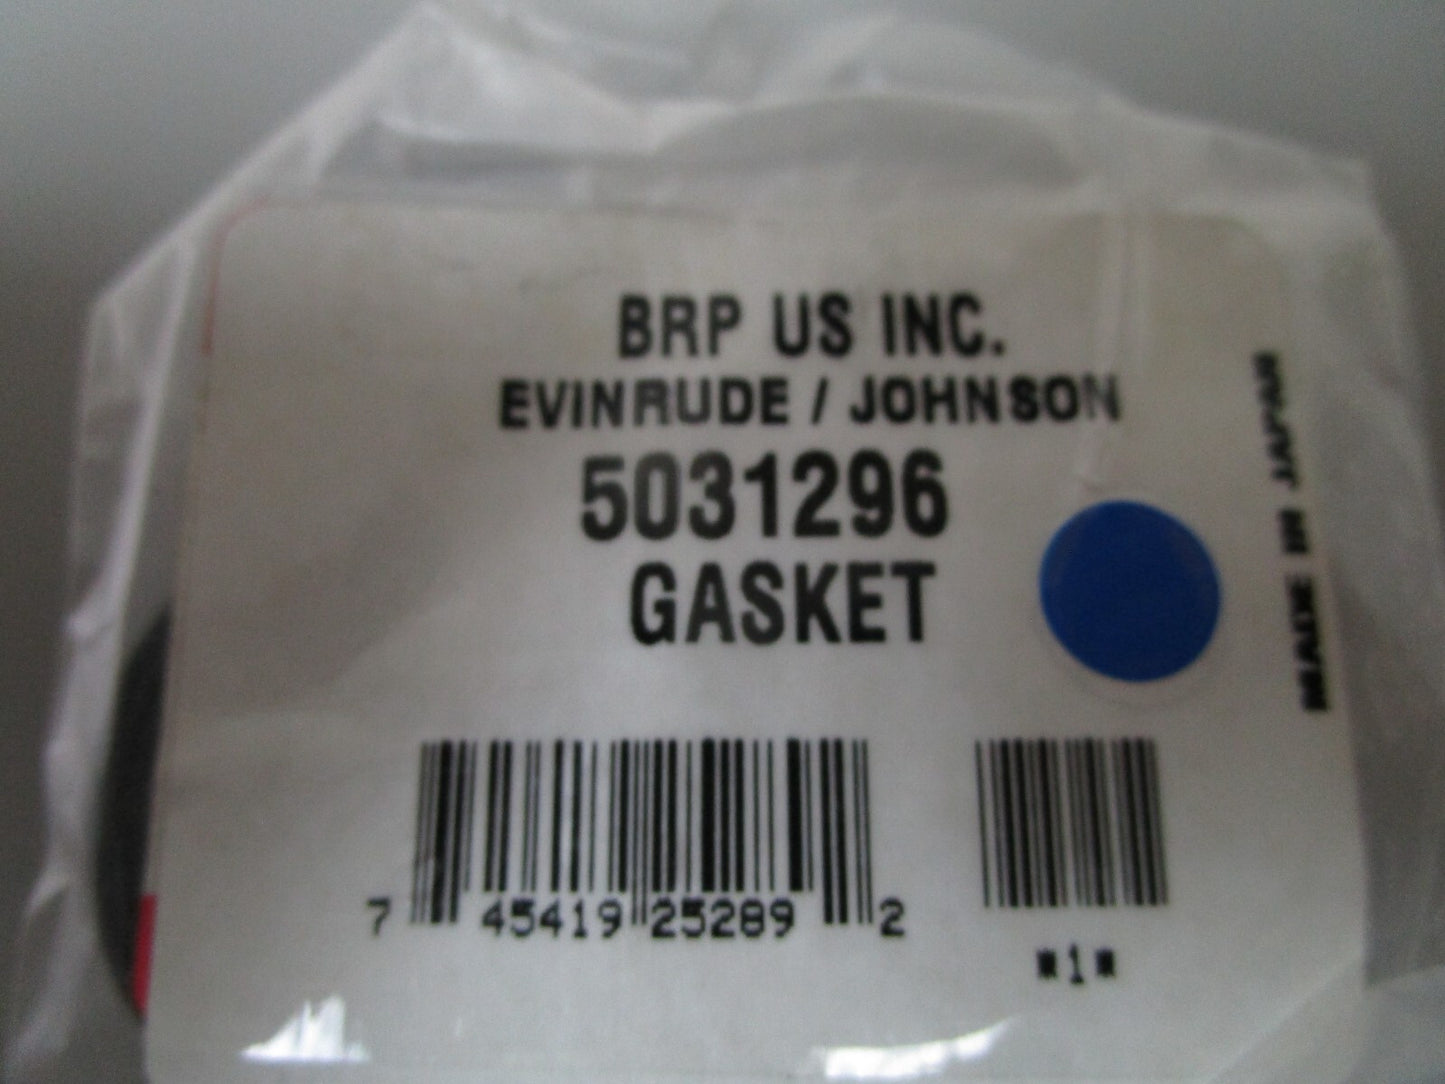 BRP US INC.
EVINRUDE / JOHNSON
5031296
GASKET
MADE IN JAPAN
7 45419 25289 2
*1*